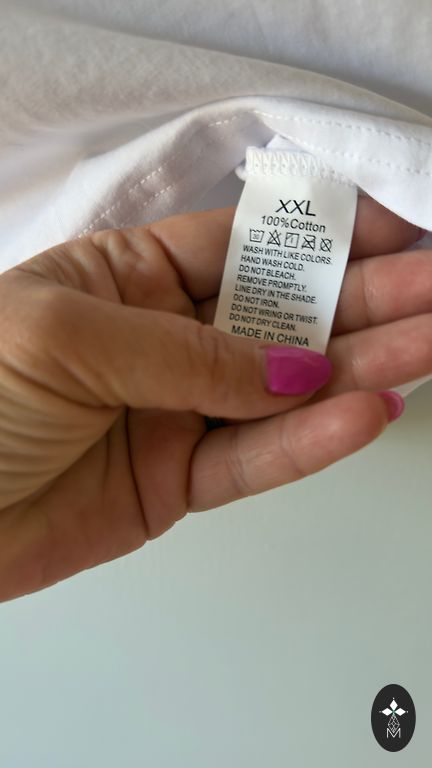 XXL
100%Cotton
WASH WITH LIKE COLORS.
HAND WASH COLD.
DO NOT BLEACH.
REMOVE PROMPTLY.
LINE DRY IN THE SHADE.
DO NOT IRON.
DO NOT WRING OR TWIST.
DO NOT DRY CLEAN.
MADE IN CHINA
M